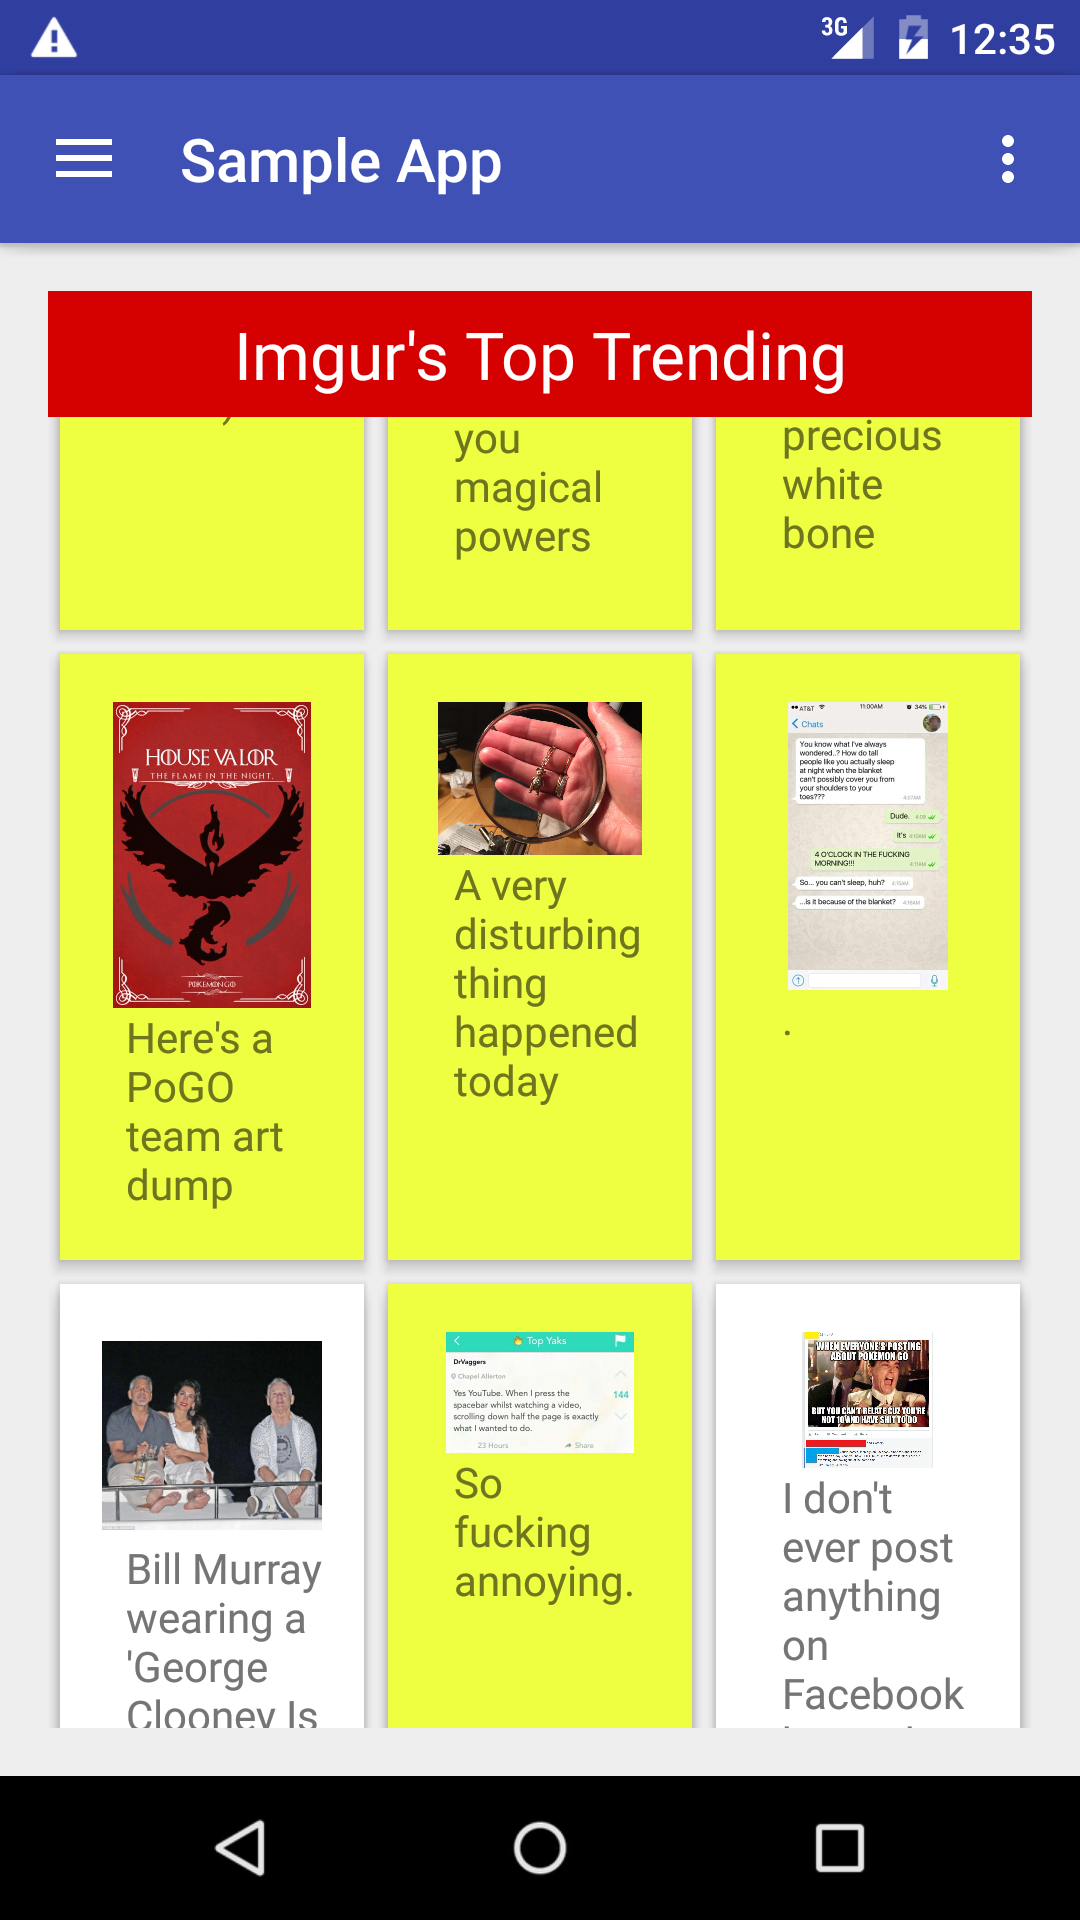 3G
12:35
Sample App
Imgur's Top Trending
you
magical
powers
precious
white
bone
HOUSE VALOR
THE FLAME IN THE NIGHT.
POKEMON GO
Here's a
PoGO
team art
dump
A very
disturbing
thing
happened
today
AT&T 11:00AM 34%
Chats
You know what I've always
wondered..? How do tall
people like you actually sleep
at night when the blanket
can't possibly cover you from
your shoulders to your
toes???
Dude.
It's
4 O'CLOCK IN THE FUCKING
MORNING!!!
So... you can't sleep, huh?
...is it because of the blanket?
.
Bill Murray
wearing a
'George
Clooney Is
Top Yaks
DrVaggers
Chapel Allerton
Yes YouTube. When I press the
spacebar whilst watching a video,
scrolling down half the page is exactly
what I wanted to do.
144
23 Hours Share
So
fucking
annoying.
WHEN EVERYONE'S POSTING
ABOUT POKEMON GO
BUT YOU CAN'T RELATE CUZ YOU'RE
NOT 10 AND HAVE SHIT TO DO
I don't
ever post
anything
on
Facebook